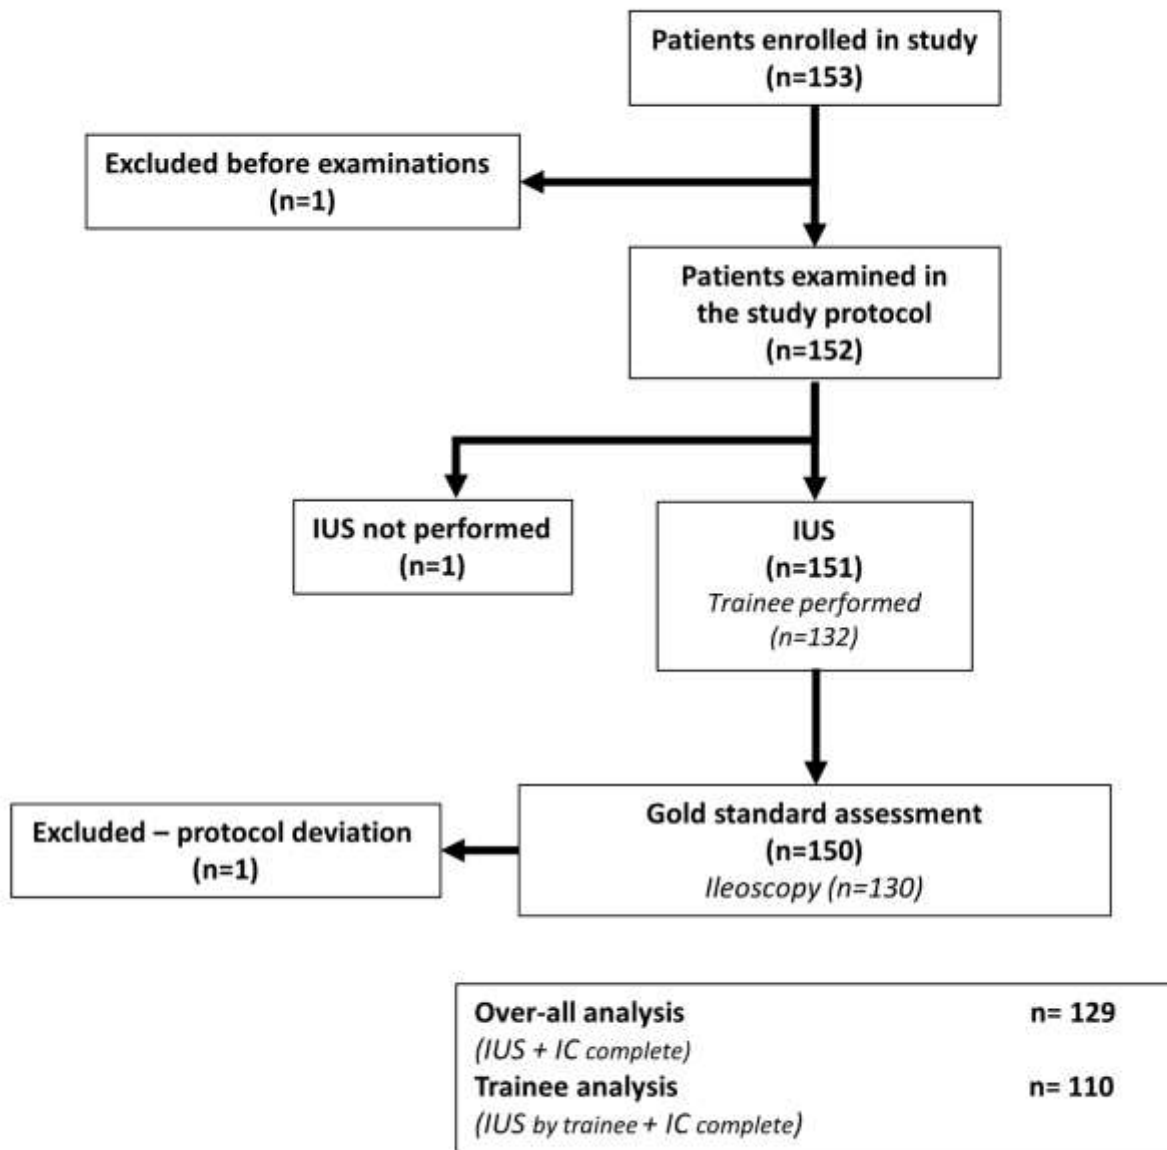 Patients enrolled in study
(n=153)
Excluded before examinations
(n=1)
Patients examined in
the study protocol
(n=152)
IUS not performed
(n=1)
IUS
(n=151)
Trainee performed
(n=132)
Gold standard assessment
(n=150)
Ileoscopy (n=130)
Excluded – protocol deviation
(n=1)
Over-all analysis n= 129
(IUS + IC complete)
Trainee analysis n= 110
(IUS by trainee + IC complete)